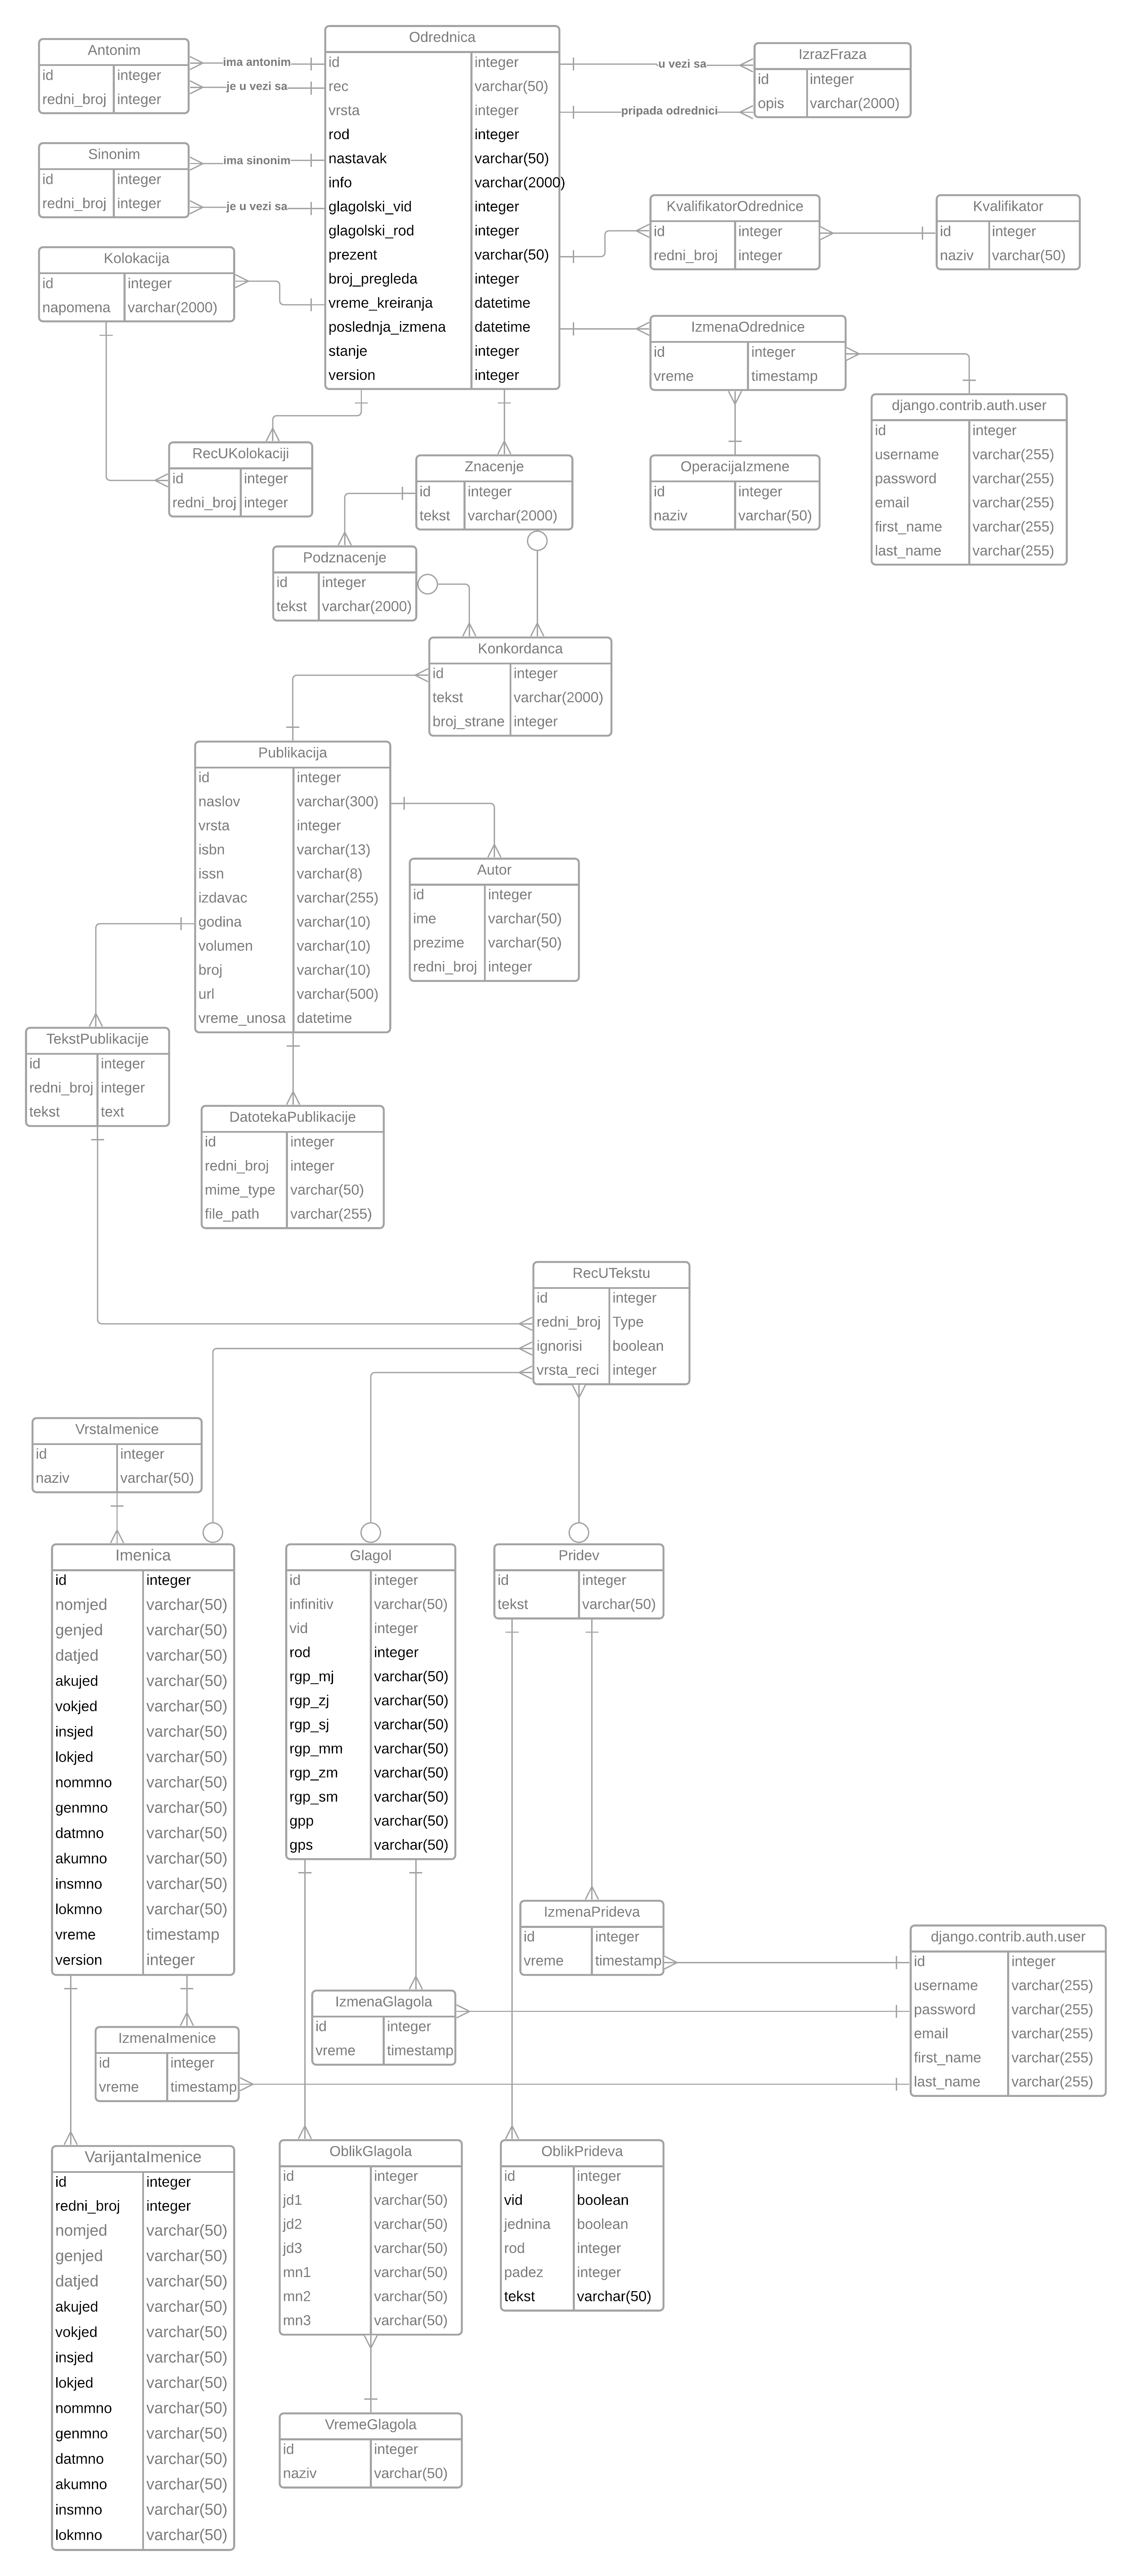 Odrednica
id integer
rec varchar(50)
vrsta integer
rod integer
nastavak varchar(50)
info varchar(2000)
glagolski_vid integer
glagolski_rod integer
prezent varchar(50)
broj_pregleda integer
vreme_kreiranja datetime
poslednja_izmena datetime
stanje integer
version integer
Antonim
id integer
redni_broj integer
ima antonim
je u vezi sa
Sinonim
id integer
redni_broj integer
ima sinonim
je u vezi sa
Kolokacija
id integer
napomena varchar(2000)
u vezi sa
pripada odrednici
IzrazFraza
id integer
opis varchar(2000)
KvalifikatorOdrednice
id integer
redni_broj integer
Kvalifikator
id integer
naziv varchar(50)
IzmenaOdrednice
id integer
vreme timestamp
django.contrib.auth.user
id integer
username varchar(255)
password varchar(255)
email varchar(255)
first_name varchar(255)
last_name varchar(255)
RecUKolokaciji
id integer
redni_broj integer
Znacenje
id integer
tekst varchar(2000)
OperacijaIzmene
id integer
naziv varchar(50)
Podznacenje
id integer
tekst varchar(2000)
Konkordanca
id integer
tekst varchar(2000)
broj_strane integer
Publikacija
id integer
naslov varchar(300)
vrsta integer
isbn varchar(13)
issn varchar(8)
izdavac varchar(255)
godina varchar(10)
volumen varchar(10)
broj varchar(10)
url varchar(500)
vreme_unosa datetime
Autor
id integer
ime varchar(50)
prezime varchar(50)
redni_broj integer
TekstPublikacije
id integer
redni_broj integer
tekst text
DatotekaPublikacije
id integer
redni_broj integer
mime_type varchar(50)
file_path varchar(255)
RecUTekstu
id integer
redni_broj Type
ignorisi boolean
vrsta_reci integer
VrstaImenice
id integer
naziv varchar(50)
Imenica
id integer
nomjed varchar(50)
genjed varchar(50)
datjed varchar(50)
akujed varchar(50)
vokjed varchar(50)
insjed varchar(50)
lokjed varchar(50)
nommno varchar(50)
genmno varchar(50)
datmno varchar(50)
akumno varchar(50)
insmno varchar(50)
lokmno varchar(50)
vreme timestamp
version integer
Glagol
id integer
infinitiv varchar(50)
vid integer
rod integer
rgp_mj varchar(50)
rgp_zj varchar(50)
rgp_sj varchar(50)
rgp_mm varchar(50)
rgp_zm varchar(50)
rgp_sm varchar(50)
gpp varchar(50)
gps varchar(50)
Pridev
id integer
tekst varchar(50)
IzmenaPrideva
id integer
vreme timestamp
django.contrib.auth.user
id integer
username varchar(255)
password varchar(255)
email varchar(255)
first_name varchar(255)
last_name varchar(255)
IzmenaGlagola
id integer
vreme timestamp
IzmenaImenice
id integer
vreme timestamp
VarijantaImenice
id integer
redni_broj integer
nomjed varchar(50)
genjed varchar(50)
datjed varchar(50)
akujed varchar(50)
vokjed varchar(50)
insjed varchar(50)
lokjed varchar(50)
nommno varchar(50)
genmno varchar(50)
datmno varchar(50)
akumno varchar(50)
insmno varchar(50)
lokmno varchar(50)
OblikGlagola
id integer
jd1 varchar(50)
jd2 varchar(50)
jd3 varchar(50)
mn1 varchar(50)
mn2 varchar(50)
mn3 varchar(50)
OblikPrideva
id integer
vid boolean
jednina boolean
rod integer
padez integer
tekst varchar(50)
VremeGlagola
id integer
naziv varchar(50)